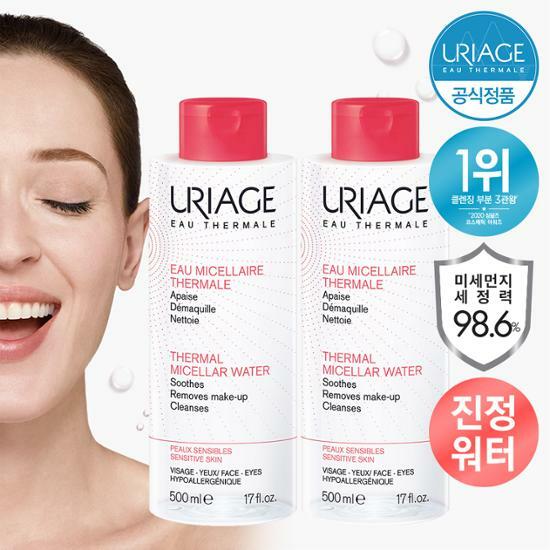 URIAGE
EAU THERMALE
공식정품
1위
클렌징 부분 3관왕
미세먼지
세정력
98.6%
진정
워터
URIAGE
EAU THERMALE
EAU MICELLAIRE
THERMALE
Apaise
Démaquille
Nettoie
THERMAL
MICELLAR WATER
Soothes
Removes make-up
Cleanses
PEAUX SENSIBLES
SENSITIVE SKIN
VISAGE - YEUX/ FACE - EYES
HYPOALLERGÉNIQUE
500 ml e 17 fl.oz.
URIAGE
EAU THERMALE
EAU MICELLAIRE
THERMALE
Apaise
Démaquille
Nettoie
THERMAL
MICELLAR WATER
Soothes
Removes make-up
Cleanses
PEAUX SENSIBLES
SENSITIVE SKIN
VISAGE - YEUX/ FACE - EYES
HYPOALLERGÉNIQUE
500 ml e 17 fl.oz.